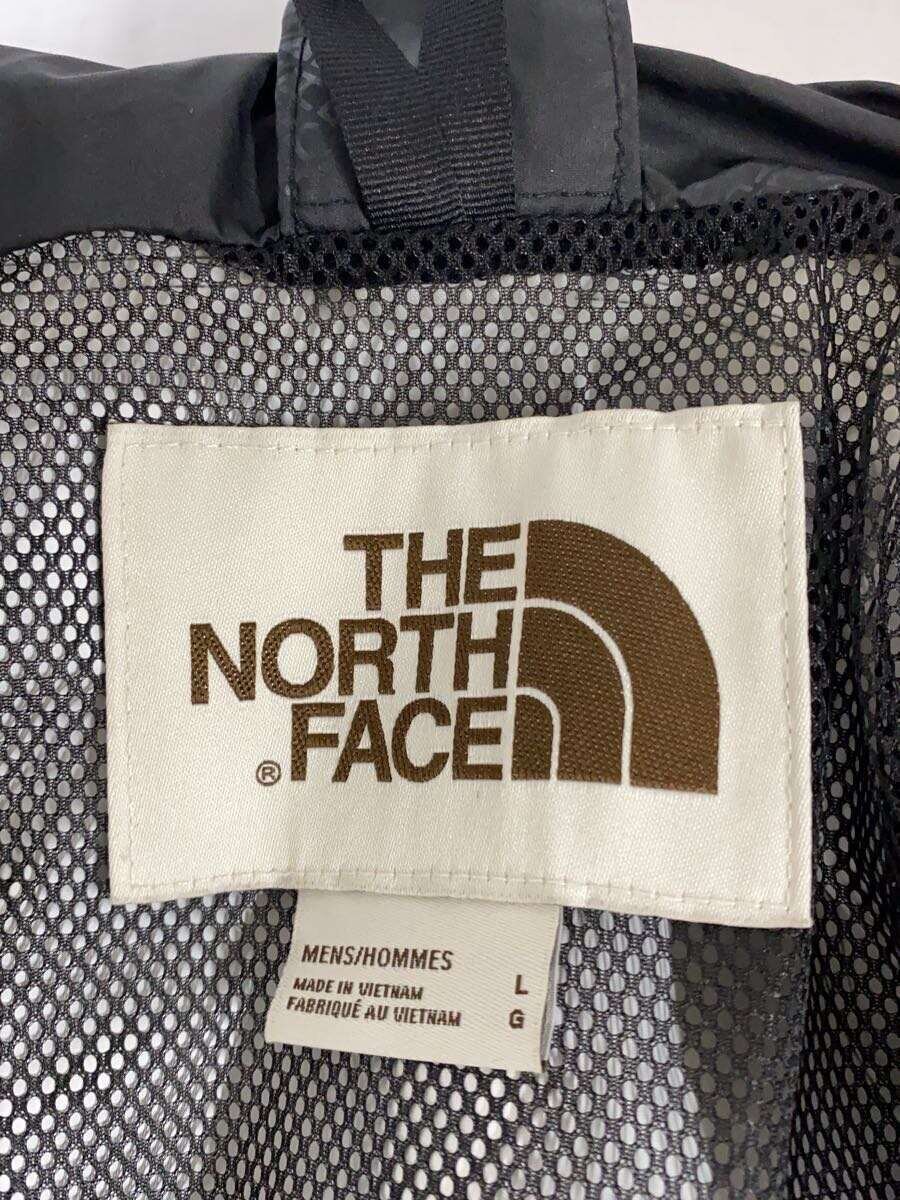 THE
NORTH
FACE
®
MENS/HOMMES
MADE IN VIETNAM L
FABRIQUÉ AU VIETNAM G